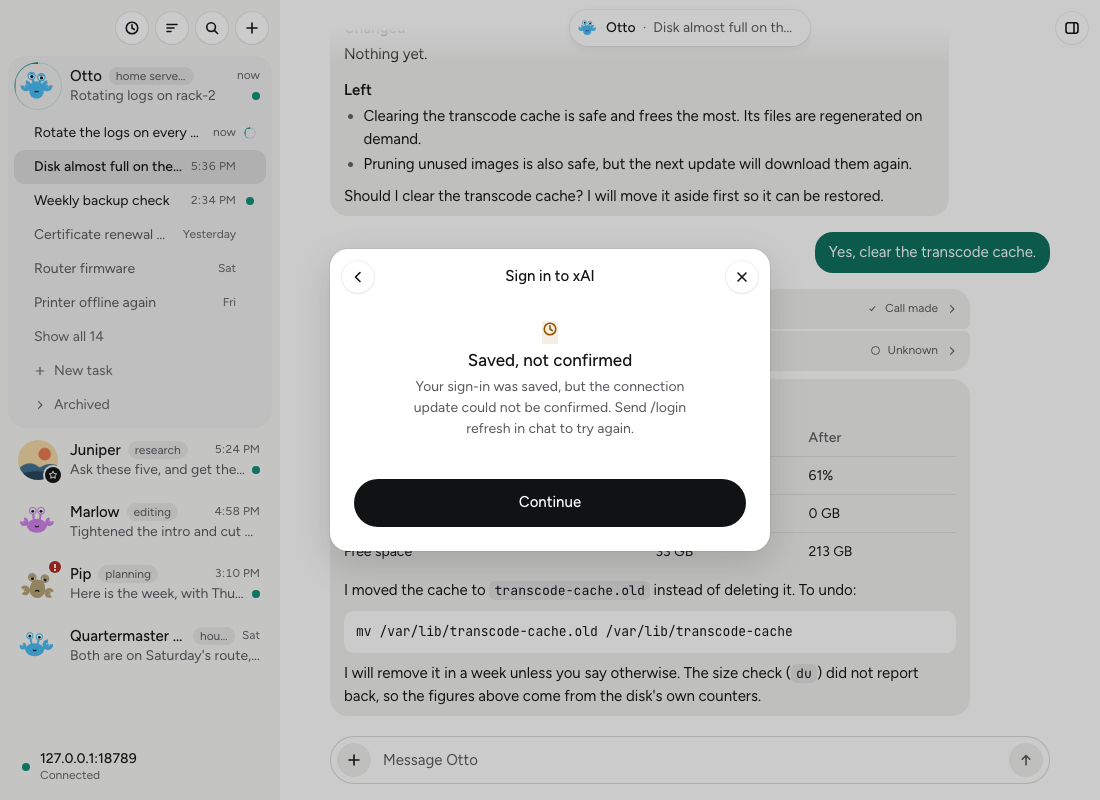 Otto home serve... now
Rotating logs on rack-2
Rotate the logs on every ... now
Disk almost full on the... 5:36 PM
Weekly backup check 2:34 PM
Certificate renewal ... Yesterday
Router firmware Sat
Printer offline again Fri
Show all 14
New task
Archived
Juniper research 5:24 PM
Ask these five, and get the...
Marlow editing 4:58 PM
Tightened the intro and cut ...
Pip planning 3:10 PM
Here is the week, with Thu...
Quartermaster ... hou... Sat
Both are on Saturday's route,...
127.0.0.1:18789
Connected
Otto · Disk almost full on th...
Changed
Nothing yet.
Left
Clearing the transcode cache is safe and frees the most. Its files are regenerated on
demand.
Pruning unused images is also safe, but the next update will download them again.
Should I clear the transcode cache? I will move it aside first so it can be restored.
Yes, clear the transcode cache.
Call made
Unknown
After
61%
0 GB
Free space 33 GB 213 GB
I moved the cache to transcode-cache.old instead of deleting it. To undo:
mv /var/lib/transcode-cache.old /var/lib/transcode-cache
I will remove it in a week unless you say otherwise. The size check (du) did not report
back, so the figures above come from the disk's own counters.
Message Otto
Sign in to xAI
Saved, not confirmed
Your sign-in was saved, but the connection
update could not be confirmed. Send /login
refresh in chat to try again.
Continue